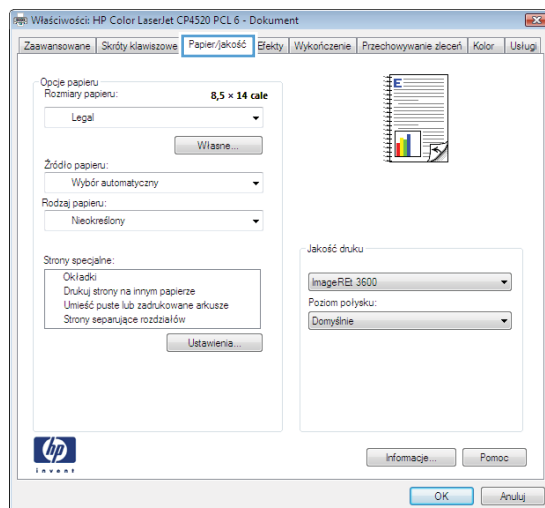 Właściwości: HP Color LaserJet CP4520 PCL 6 - Dokument
Zaawansowane Skróty klawiszowe Papier/jakość Efekty Wykończenie Przechowywanie zleceń Kolor Usługi
Opcje papieru
Rozmiary papieru: 8,5 × 14 cale
Legal
Własne...
Źródło papieru:
Wybór automatyczny
Rodzaj papieru:
Nieokreślony
Strony specjalne:
Okładki
Drukuj strony na innym papierze
Umieść puste lub zadrukowane arkusze
Strony separujące rozdziałów
Ustawienia...
E
Jakość druku
ImageREt 3600
Poziom połysku:
Domyślnie
hp
invent
Informacje... Pomoc
OK Anuluj